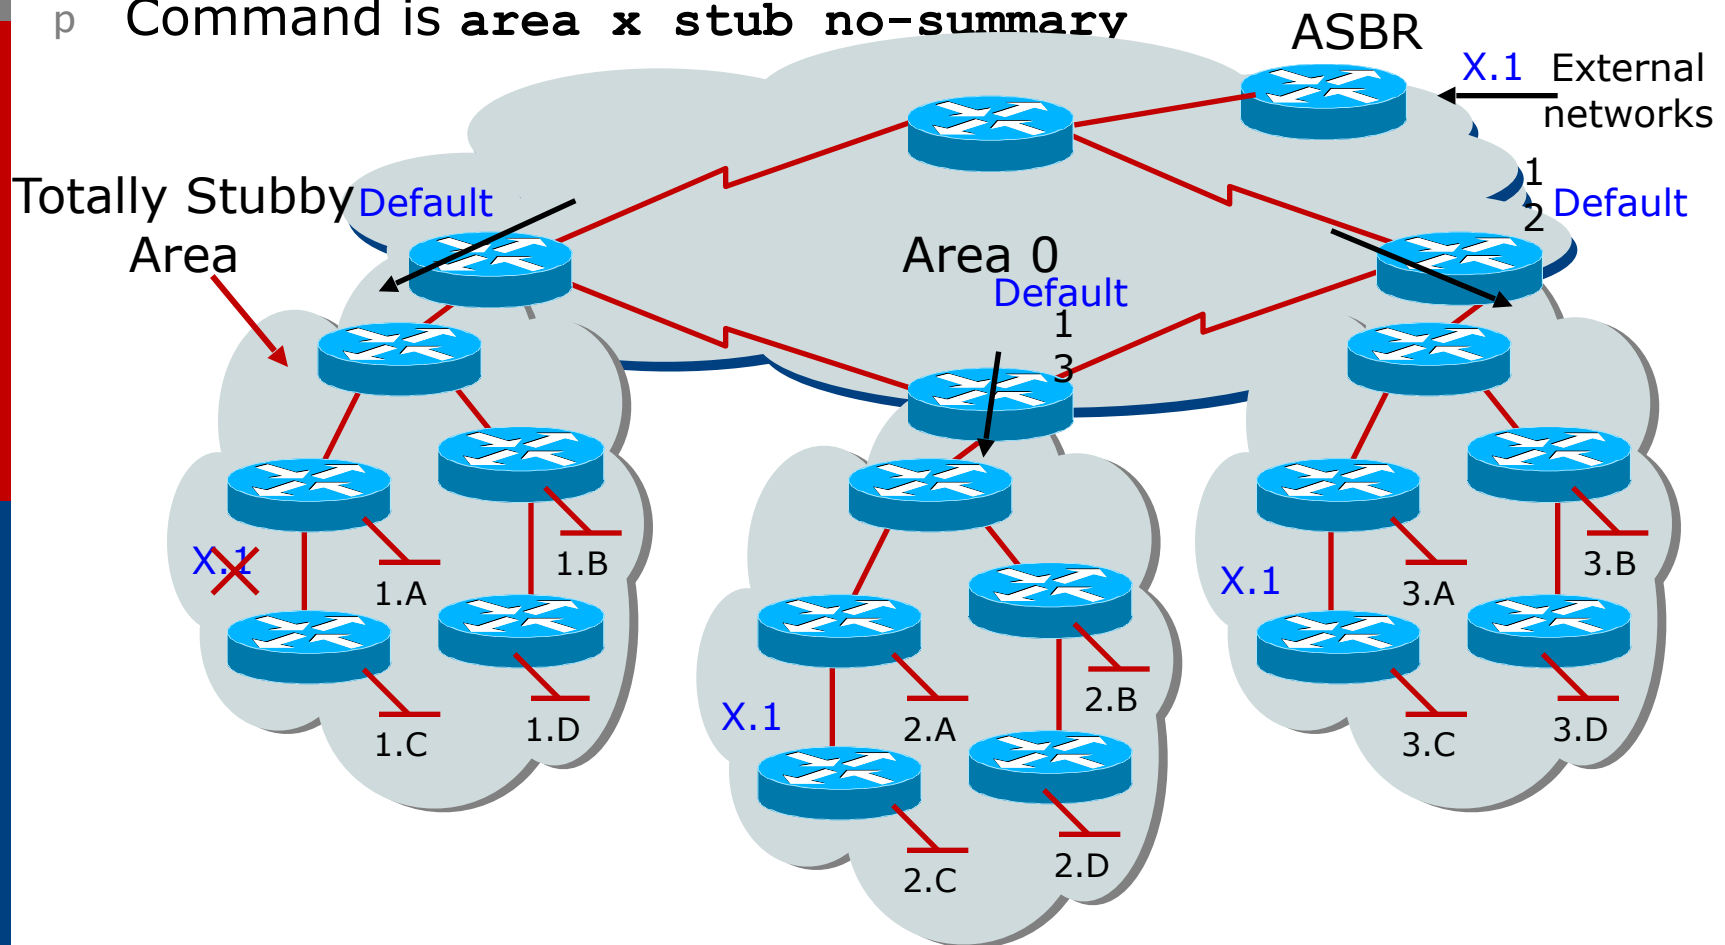 p Command is area x stub no-summary
ASBR
X.1 External
networks
Totally Stubby
Area
Default
1
2
Default
Area 0
Default
1
3
X.1
1.A
1.B
1.C
1.D
X.1
2.A
2.B
2.C
2.D
X.1
3.A
3.B
3.C
3.D